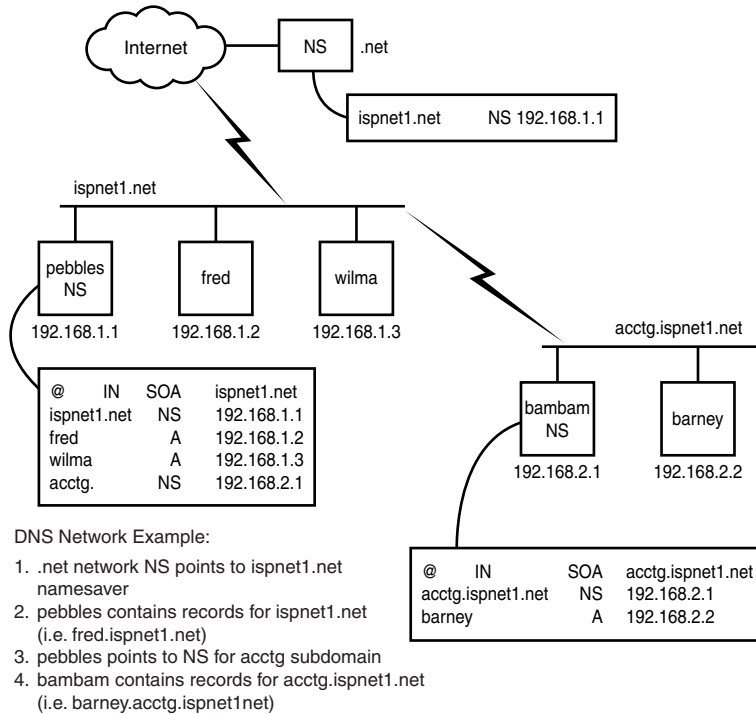 Internet
NS
.net
ispnet1.net NS 192.168.1.1
ispnet1.net
pebbles
NS
fred
wilma
192.168.1.1
192.168.1.2
192.168.1.3
@ IN SOA ispnet1.net
ispnet1.net NS 192.168.1.1
fred A 192.168.1.2
wilma A 192.168.1.3
acctg. NS 192.168.2.1
acctg.ispnet1.net
bambam
NS
barney
192.168.2.1
192.168.2.2
@ IN SOA acctg.ispnet1.net
acctg.ispnet1.net NS 192.168.2.1
barney A 192.168.2.2
DNS Network Example:
1. .net network NS points to ispnet1.net
namesaver
2. pebbles contains records for ispnet1.net
(i.e. fred.ispnet1.net)
3. pebbles points to NS for acctg subdomain
4. bambam contains records for acctg.ispnet1.net
(i.e. barney.acctg.ispnet1net)